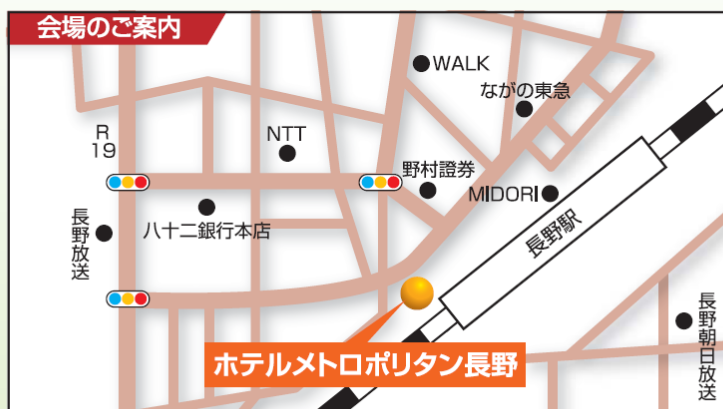 会場のご案内
WALK
ながの東急
R
19
NTT
野村證券
MIDORI
長野駅
八十二銀行本店
長野放送
長野朝日放送
ホテルメトロポリタン長野